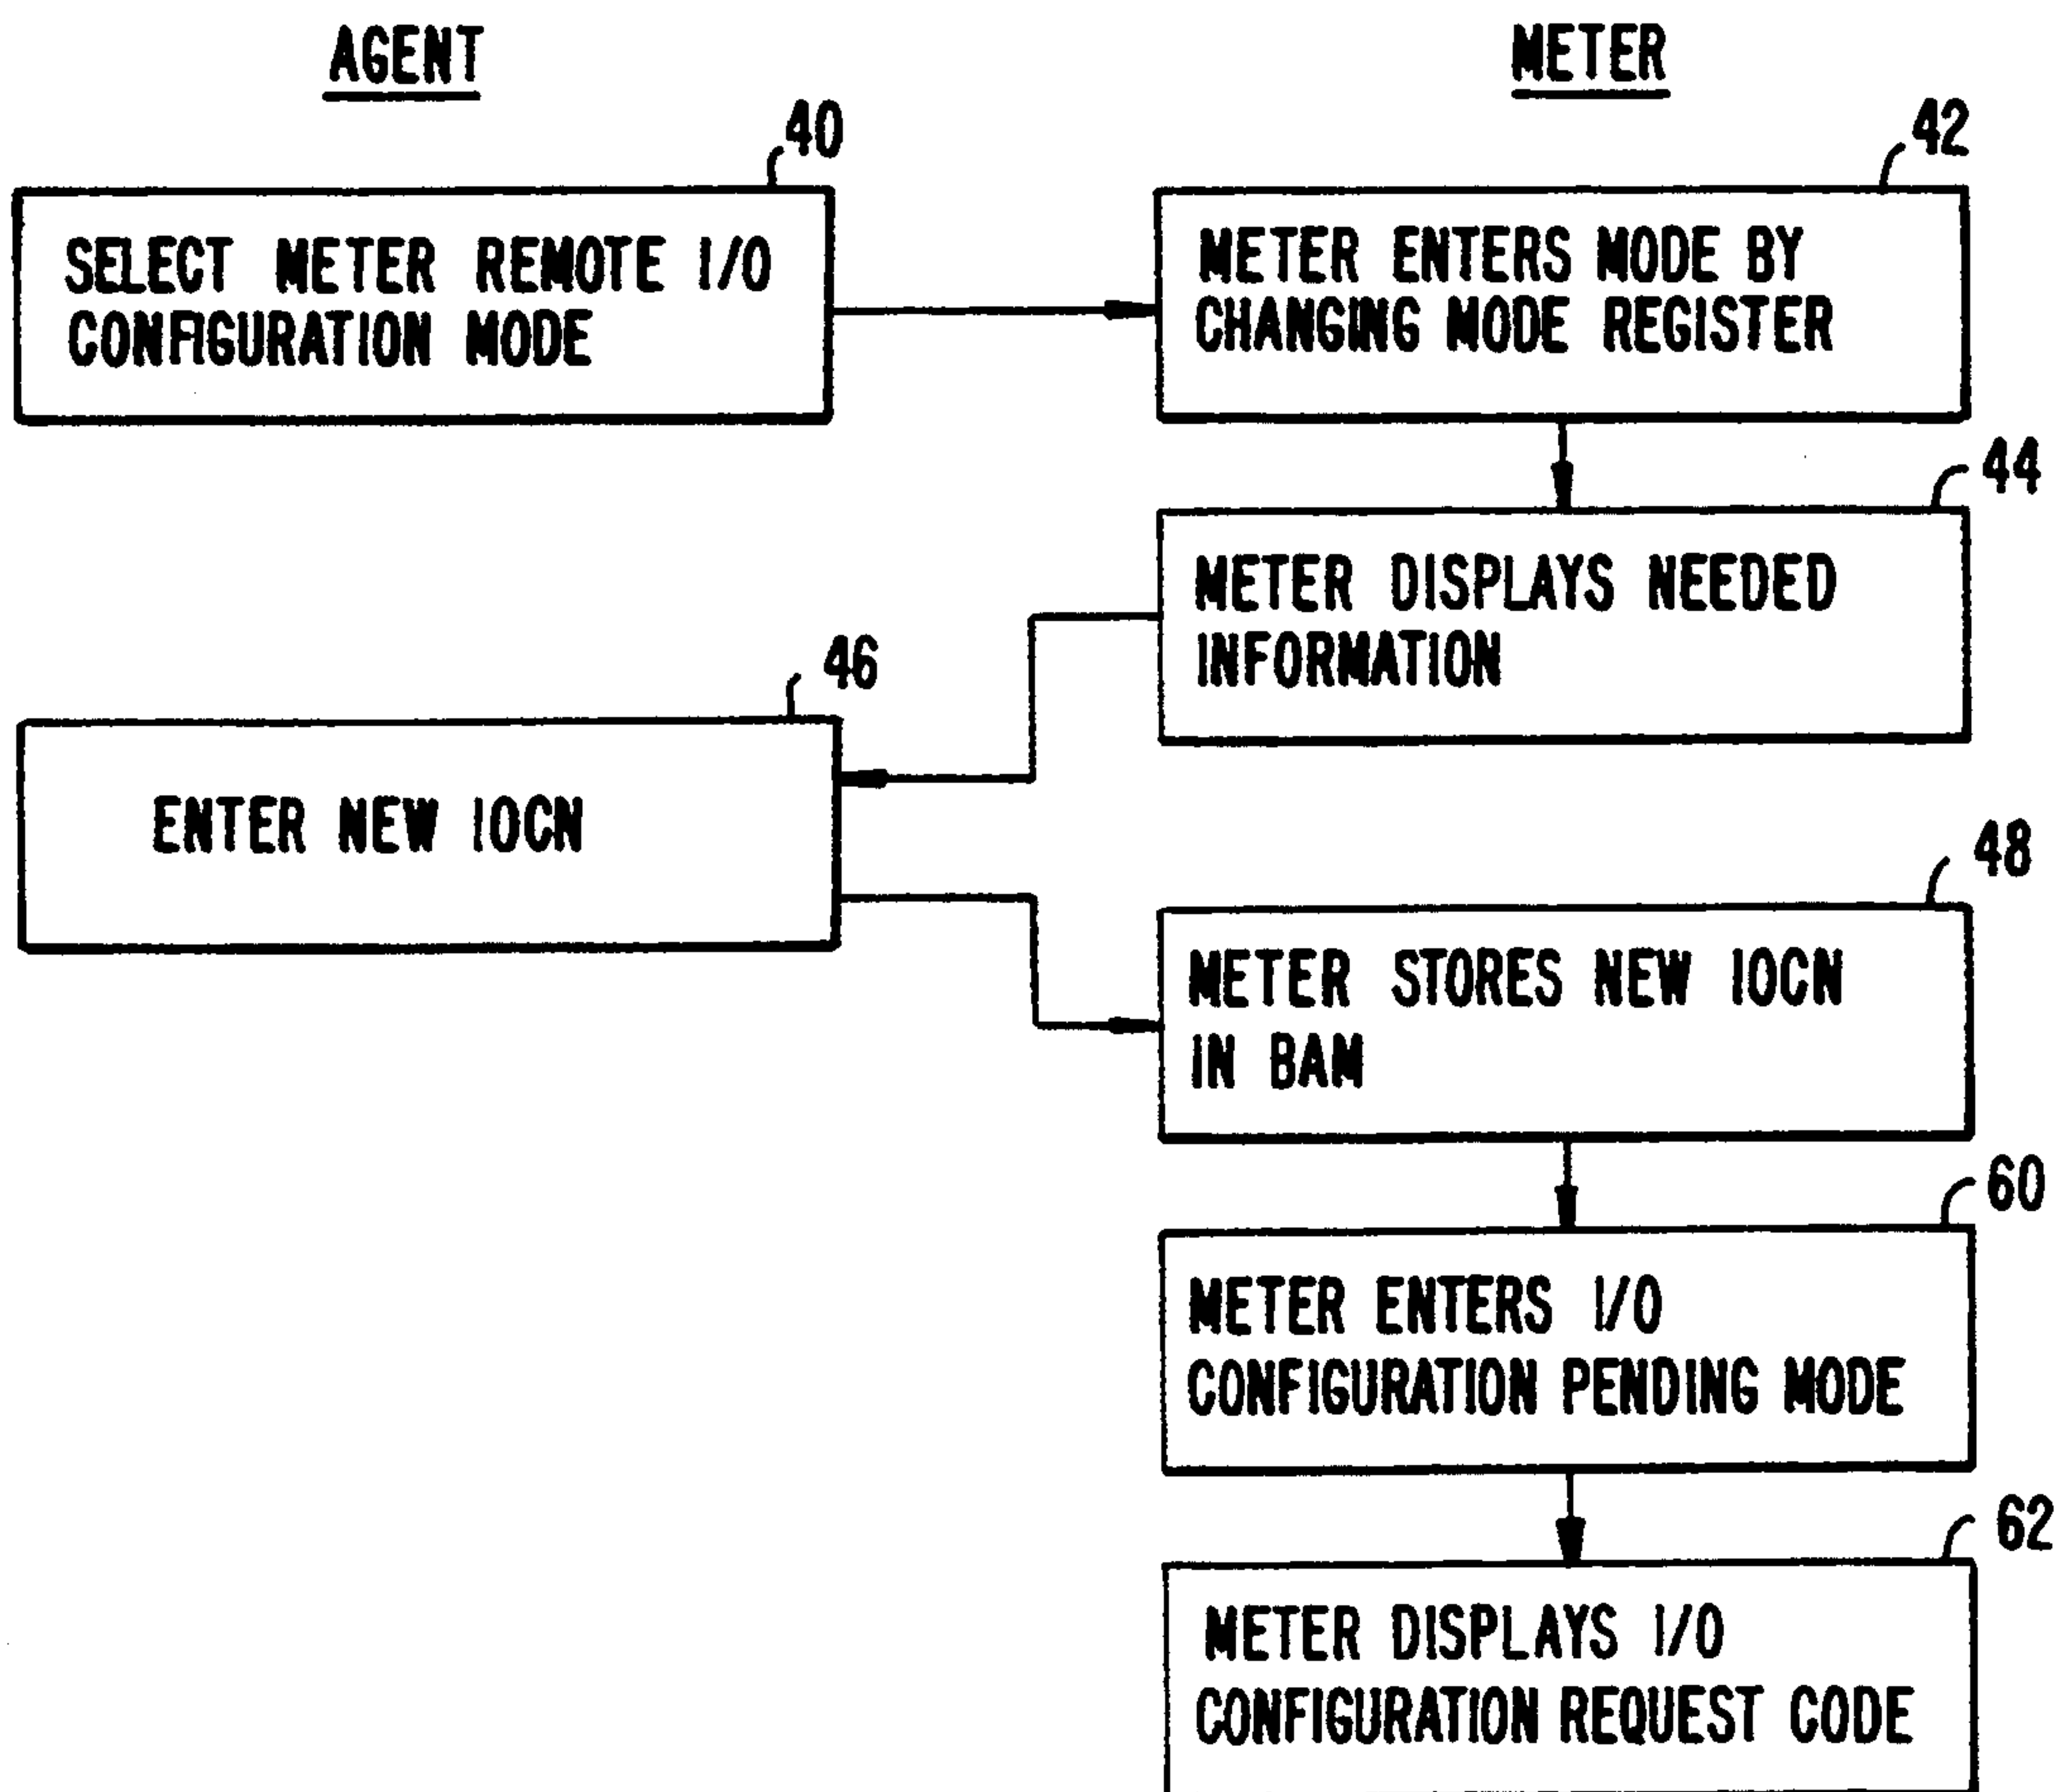 AGENT
METER
40
SELECT METER REMOTE I/O
CONFIGURATION MODE
42
METER ENTERS MODE BY
CHANGING MODE REGISTER
44
METER DISPLAYS NEEDED
INFORMATION
46
ENTER NEW IOCN
48
METER STORES NEW IOCN
IN BAM
60
METER ENTERS I/O
CONFIGURATION PENDING MODE
62
METER DISPLAYS I/O
CONFIGURATION REQUEST CODE